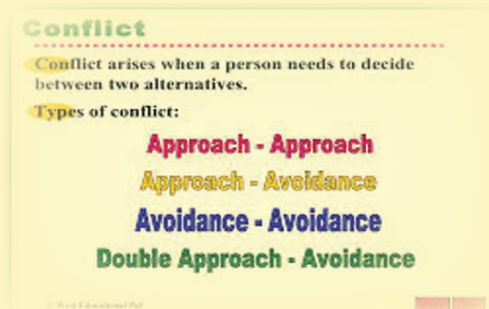 Conflict
Conflict arises when a person needs to decide
between two alternatives.
Types of conflict:
Approach - Approach
Approach - Avoidance
Avoidance - Avoidance
Double Approach - Avoidance